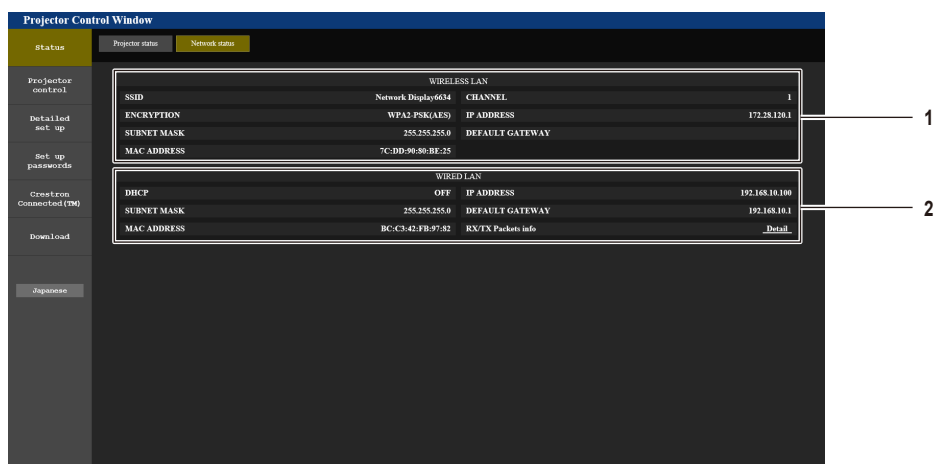 Projector Control Window
Status
Projector status
Network status
Projector
control
Detailed
set up
Set up
passwords
Crestron
Connected(TM)
Download
Japanese
WIRELESS LAN
SSID Network Display6634 CHANNEL 1
ENCRYPTION WPA2-PSK(AES) IP ADDRESS 172.28.120.1
SUBNET MASK 255.255.255.0 DEFAULT GATEWAY
MAC ADDRESS 7C:DD:90:80:BE:25
1
WIRED LAN
DHCP OFF IP ADDRESS 192.168.10.100
SUBNET MASK 255.255.255.0 DEFAULT GATEWAY 192.168.10.1
MAC ADDRESS BC:C3:42:FB:97:82 RX/TX Packets info Detail
2